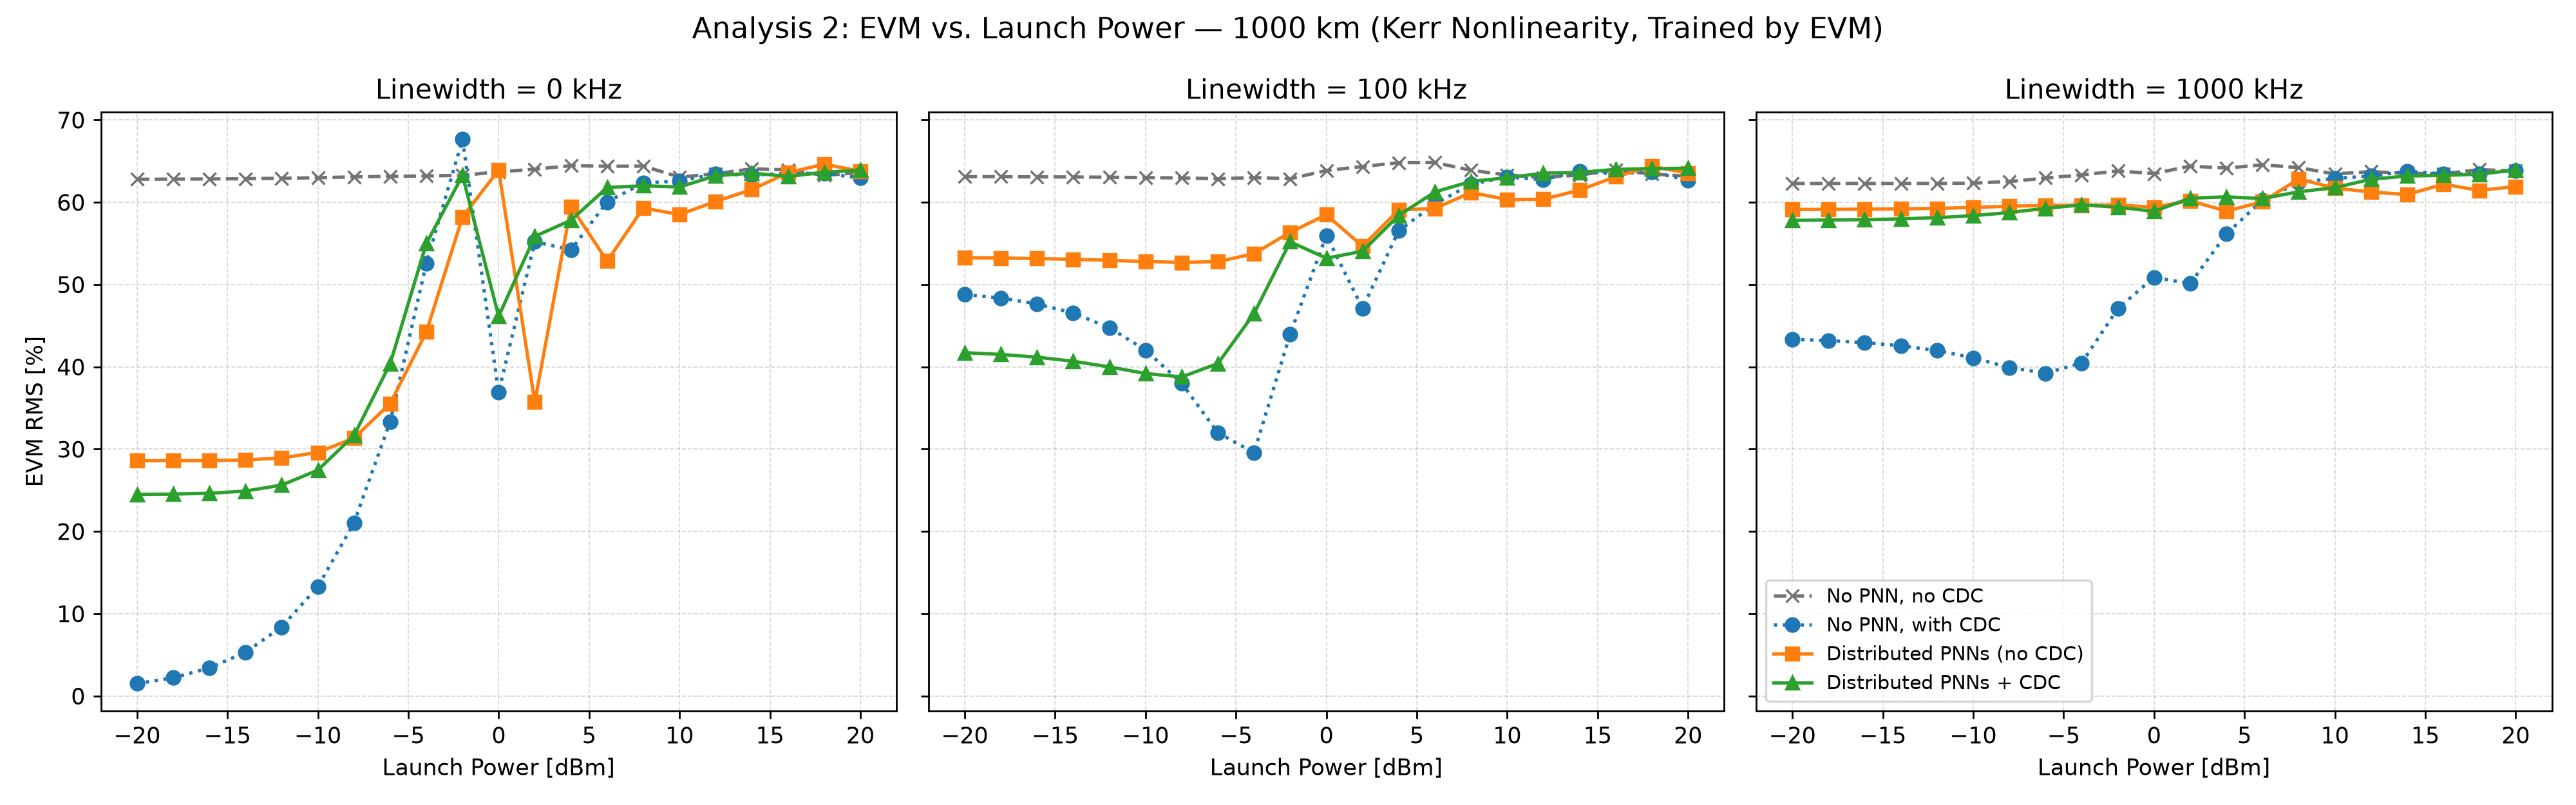 Analysis 2: EVM vs. Launch Power — 1000 km (Kerr Nonlinearity, Trained by EVM)
Linewidth = 0 kHz
Linewidth = 100 kHz
Linewidth = 1000 kHz
EVM RMS [%]
70
60
50
40
30
20
10
0
−20 −15 −10 −5 0 5 10 15 20
−20 −15 −10 −5 0 5 10 15 20
−20 −15 −10 −5 0 5 10 15 20
Launch Power [dBm]
Launch Power [dBm]
Launch Power [dBm]
No PNN, no CDC
No PNN, with CDC
Distributed PNNs (no CDC)
Distributed PNNs + CDC